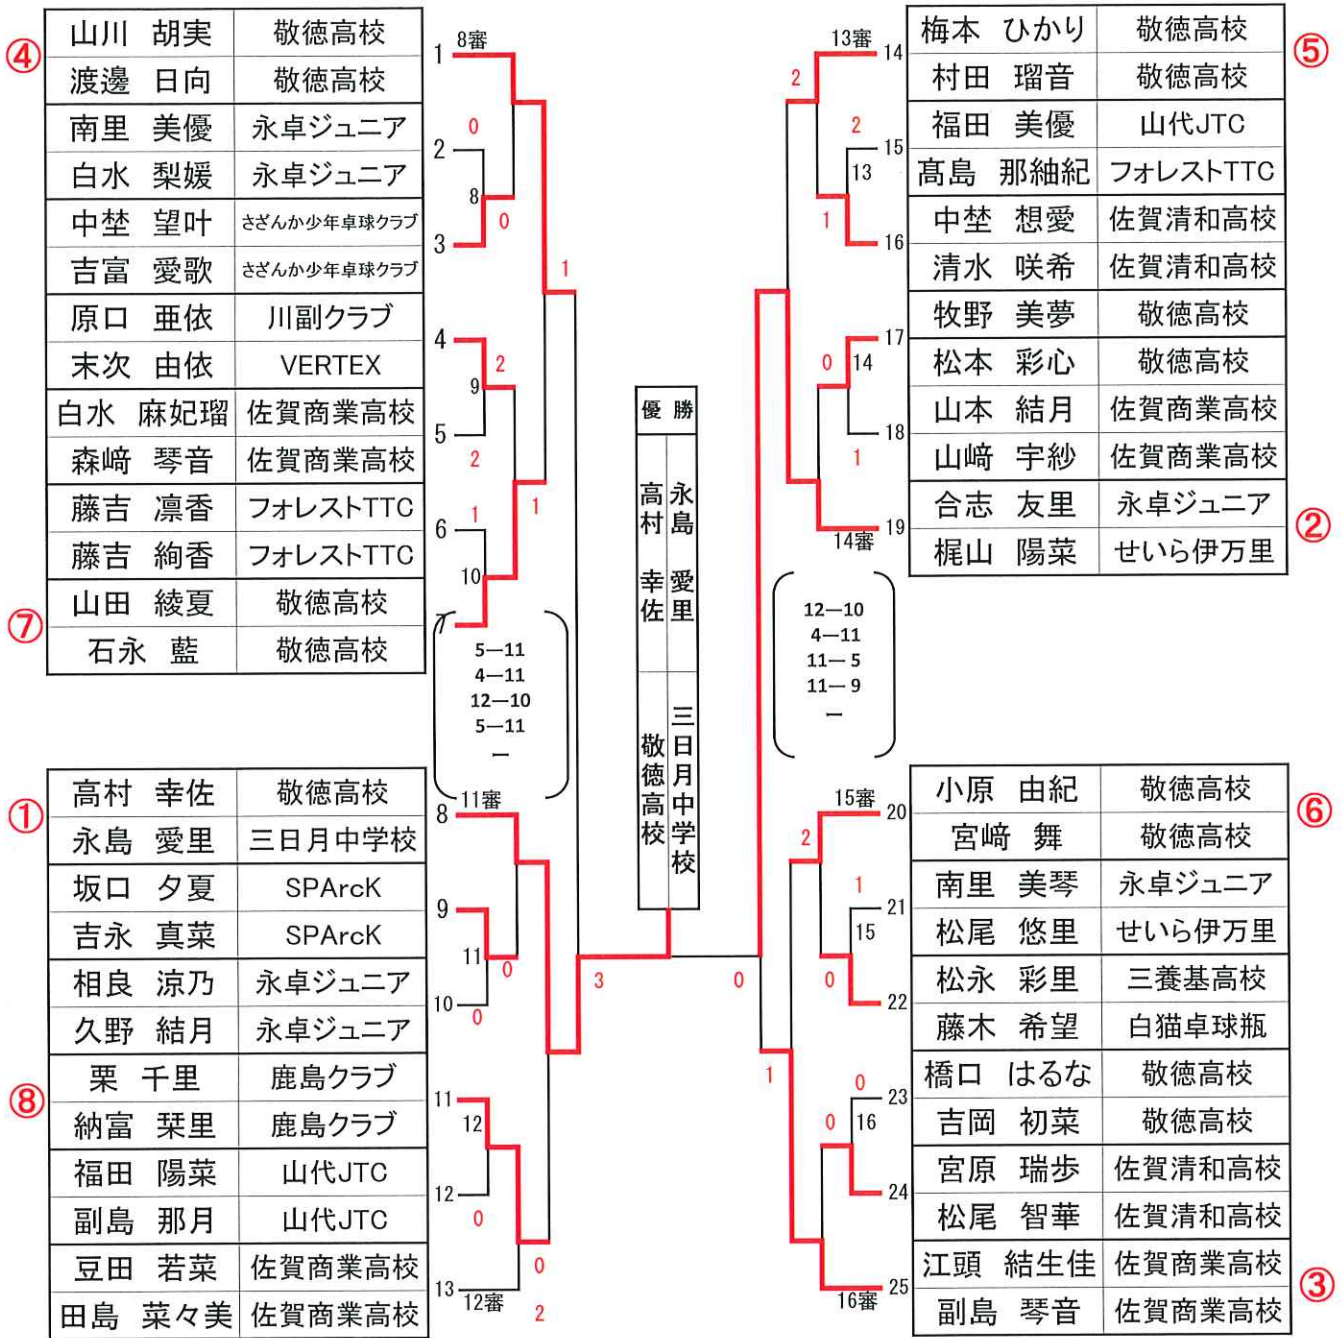 ④
山川 胡実 敬徳高校
渡邊 日向 敬徳高校
南里 美優 永卓ジュニア
白水 梨媛 永卓ジュニア
中埜 望叶 さざんか少年卓球クラブ
吉富 愛歌 さざんか少年卓球クラブ
原口 亜依 川副クラブ
末次 由依 VERTEX
白水 麻妃瑠 佐賀商業高校
森﨑 琴音 佐賀商業高校
藤吉 凛香 フォレストTTC
藤吉 絢香 フォレストTTC
⑦
山田 綾夏 敬徳高校
石永 藍 敬徳高校
1 8審
0
2
8
0
3
1
4
2
9
5
2
1
1
6
10
7
5―11
4―11
12―10
5―11
―
①
高村 幸佐 敬徳高校
永島 愛里 三日月中学校
坂口 夕夏 SPArcK
吉永 真菜 SPArcK
相良 涼乃 永卓ジュニア
久野 結月 永卓ジュニア
⑧
栗 千里 鹿島クラブ
納富 栞里 鹿島クラブ
福田 陽菜 山代JTC
副島 那月 山代JTC
豆田 若菜 佐賀商業高校
田島 菜々美 佐賀商業高校
8 11審
9
11
0
10
0
3
11
12
12
0
0
13
12審
2
優勝
高村 幸佐
永島 愛里
敬徳高校
三日月中学校
13審 14
2
2
15
13
1
16
17
0
14
18
1
14審 19
12―10
4―11
11―5
11―9
―
15審 20
2
1
21
15
0
22
0
1
0
23
0
16
24
16審 25
⑤
梅本 ひかり 敬徳高校
村田 瑠音 敬徳高校
福田 美優 山代JTC
髙島 那紬紀 フォレストTTC
中埜 想愛 佐賀清和高校
清水 咲希 佐賀清和高校
牧野 美夢 敬徳高校
松本 彩心 敬徳高校
山本 結月 佐賀商業高校
山﨑 宇紗 佐賀商業高校
②
合志 友里 永卓ジュニア
梶山 陽菜 せいら伊万里
⑥
小原 由紀 敬徳高校
宮﨑 舞 敬徳高校
南里 美琴 永卓ジュニア
松尾 悠里 せいら伊万里
松永 彩里 三養基高校
藤木 希望 白猫卓球瓶
橋口 はるな 敬徳高校
吉岡 初菜 敬徳高校
宮原 瑞歩 佐賀清和高校
松尾 智華 佐賀清和高校
③
江頭 結生佳 佐賀商業高校
副島 琴音 佐賀商業高校